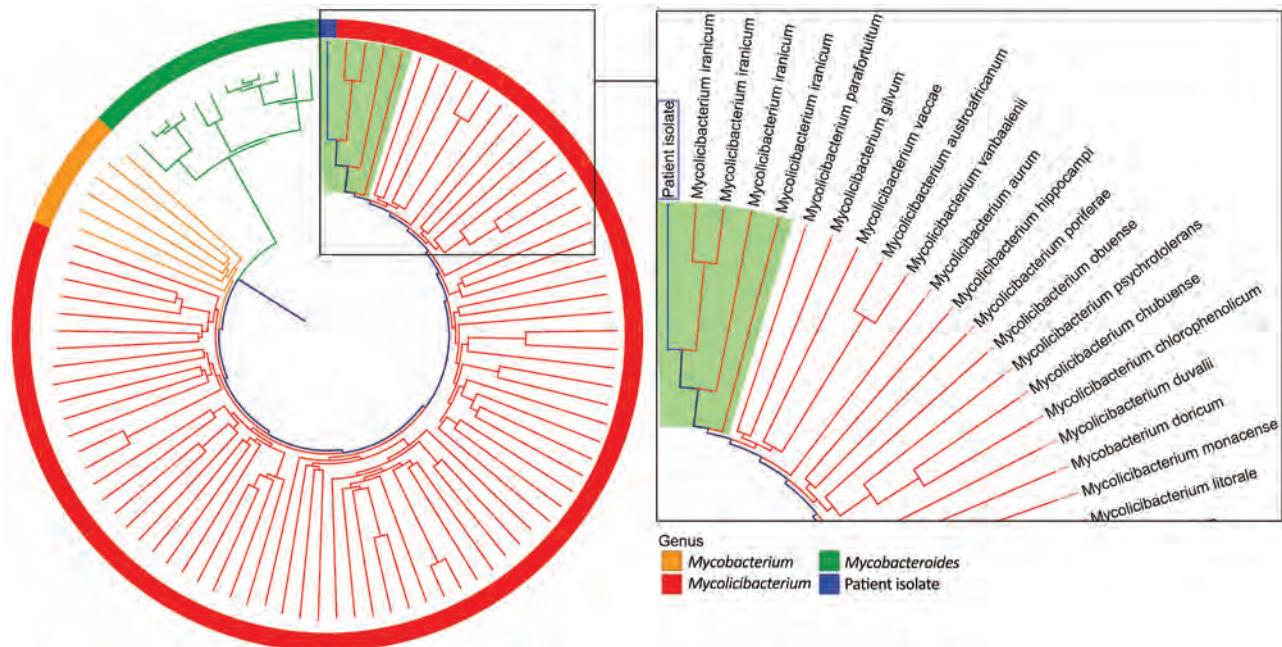 Patient isolate
Mycolicibacterium iranicum
Mycolicibacterium iranicum
Mycolicibacterium iranicum
Mycolicibacterium iranicum
Mycolicibacterium parafortuitum
Mycolicibacterium gilvum
Mycolicibacterium vaccae
Mycolicibacterium austroafricanum
Mycolicibacterium vanbaalenii
Mycolicibacterium aurum
Mycolicibacterium hippocampi
Mycolicibacterium poriferae
Mycolicibacterium obuense
Mycolicibacterium psychrotolerans
Mycolicibacterium chubuense
Mycolicibacterium chlorophenolicum
Mycolicibacterium duvalii
Mycobacterium doricum
Mycolicibacterium monacense
Mycolicibacterium litorale
Genus
Mycobacterium
Mycobacteroides
Mycolicibacterium
Patient isolate